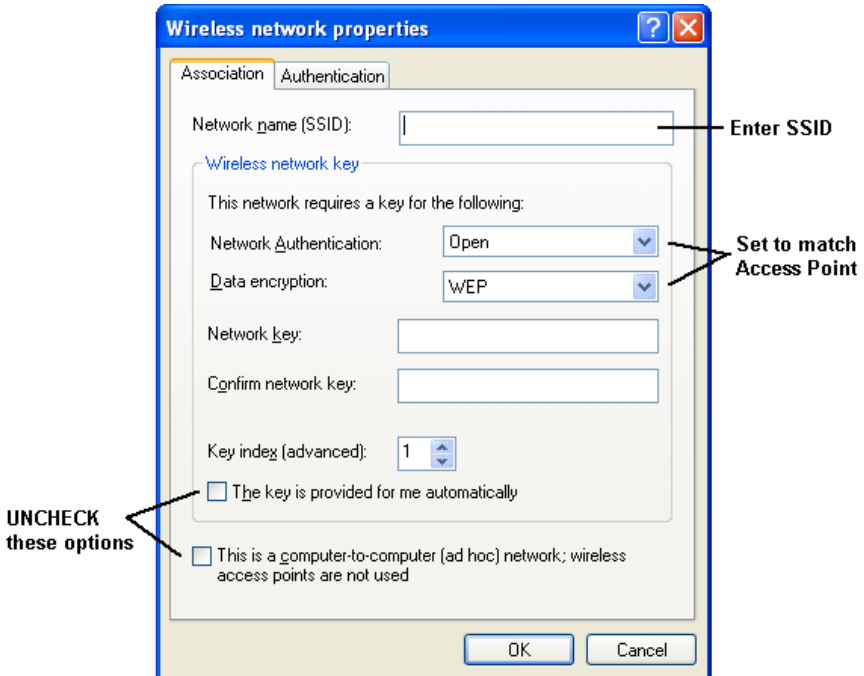 Wireless network properties
Association
Authentication
Network name (SSID):
Enter SSID
Wireless network key
This network requires a key for the following:
Network Authentication:
Open
Set to match
Access Point
Data encryption:
WEP
Network key:
Confirm network key:
Key index (advanced):
1
The key is provided for me automatically
UNCHECK
these options
This is a computer-to-computer (ad hoc) network; wireless
access points are not used
OK
Cancel